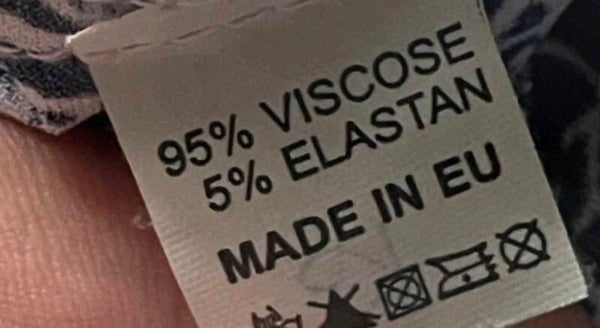 95% VISCOSE
5% ELASTAN
MADE IN EU